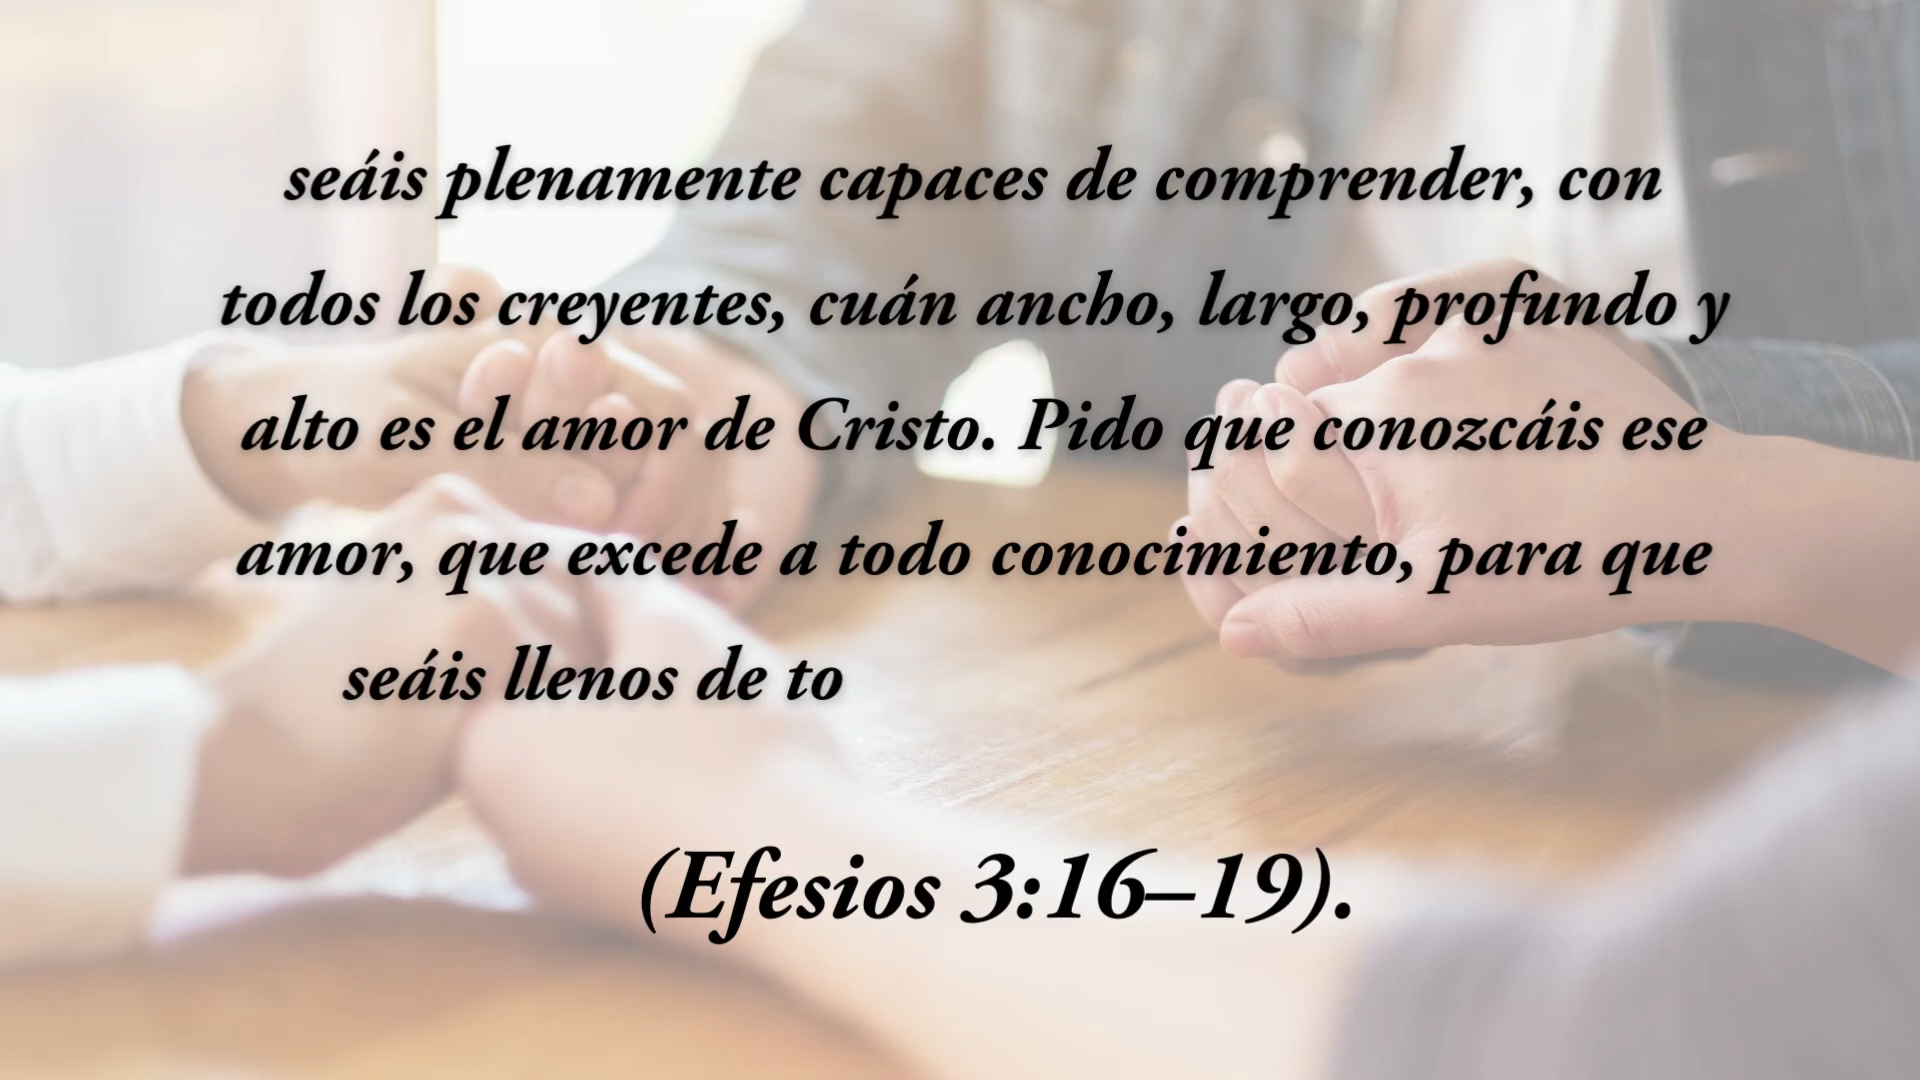 seáis plenamente capaces de comprender, con
todos los creyentes, cuán ancho, largo, profundo y
alto es el amor de Cristo. Pido que conozcáis ese
amor, que excede a todo conocimiento, para que
seáis llenos de to
(Efesios 3:16–19).